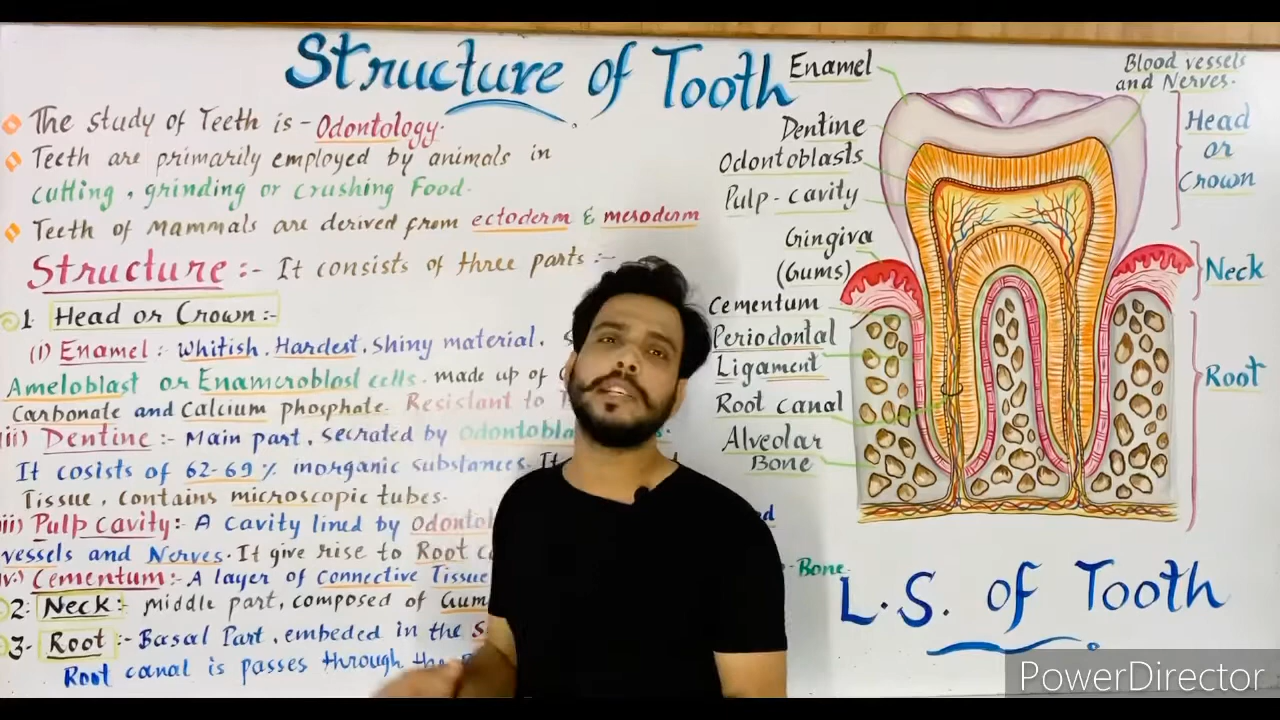 Structure of Tooth
The study of Teeth is - Odontology.
Teeth are primarily employed by animals in
cutting, grinding or crushing Food.
Teeth of Mammals are derived from ectoderm & mesoderm
Structure :- It consists of three parts :-
1 Head or Crown :-
(i) Enamel : Whitish, Hardest, Shiny material,
Ameloblast or Enameroblast cells. made up of
Carbonate and Calcium phosphate. Resistant to
iii) Dentine :- Main part, secrated by Odontobla
It cosists of 62-69% inorganic substances. It
Tissue, contains microscopic tubes.
iii) Pulp cavity :- A cavity lined by Odontob
vessels and Nerves. It give rise to Root c
iv.) Cementum :- A layer of connective Tissue
2: Neck :- middle part, composed of Gum
3- Root :- Basal Part, embeded in the s
Root canal is passes through the
Bone.
Enamel
Dentine
Odontoblasts
Pulp-cavity
Gingiva
(Gums)
Cementum
Periodontal
Ligament
Root canal
Alveolar
Bone
Blood vessels
and Nerves.
Head
or
Crown
Neck
Root
L.S. of Tooth
PowerDirector